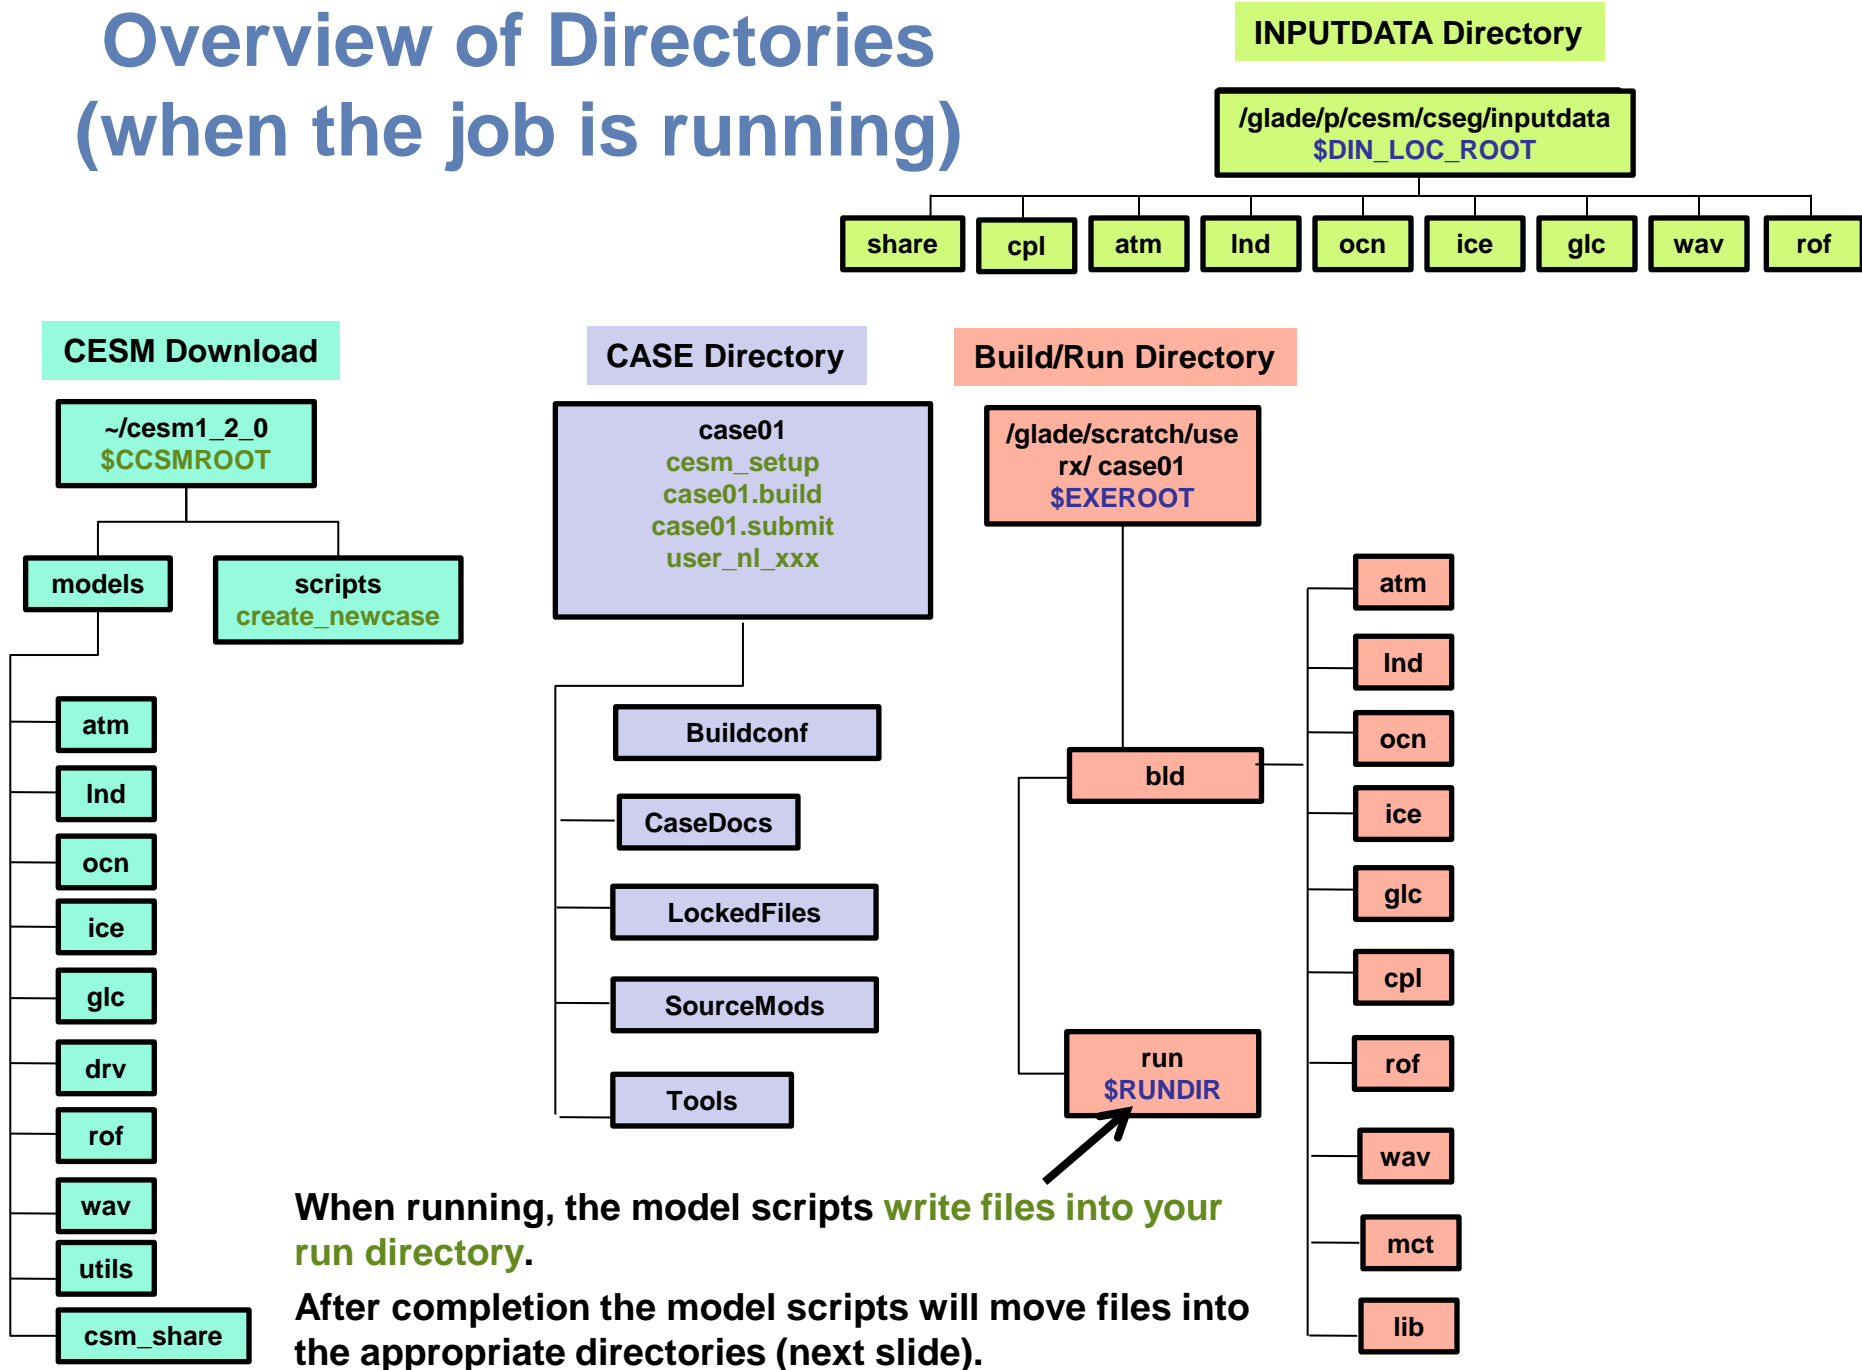 Overview of Directories
(when the job is running)
INPUTDATA Directory
/glade/p/cesm/cseg/inputdata
$DIN_LOC_ROOT
share
cpl
atm
lnd
ocn
ice
glc
wav
rof
CESM Download
~/cesm1_2_0
$CCSMROOT
models
scripts
create_newcase
atm
lnd
ocn
ice
glc
drv
rof
wav
utils
csm_share
CASE Directory
case01
cesm_setup
case01.build
case01.submit
user_nl_xxx
Buildconf
CaseDocs
LockedFiles
SourceMods
Tools
Build/Run Directory
/glade/scratch/use
rx/ case01
$EXEROOT
bld
run
$RUNDIR
atm
lnd
ocn
ice
glc
cpl
rof
wav
mct
lib
When running, the model scripts write files into your
run directory.
After completion the model scripts will move files into
the appropriate directories (next slide).